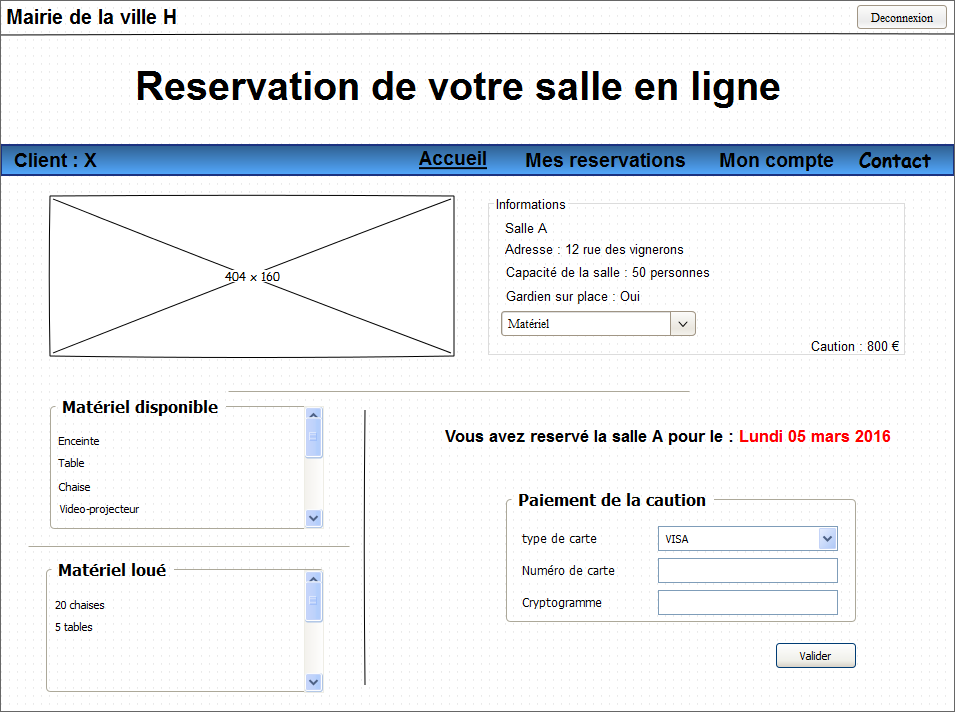 Mairie de la ville H
Deconnexion
Reservation de votre salle en ligne
Client : X
Accueil
Mes reservations
Mon compte
Contact
404 x 160
Informations
Salle A
Adresse : 12 rue des vignerons
Capacité de la salle : 50 personnes
Gardien sur place : Oui
Matériel
Caution : 800 €
Matériel disponible
Enceinte
Table
Chaise
Video-projecteur
Matériel loué
20 chaises
5 tables
Vous avez reservé la salle A pour le : Lundi 05 mars 2016
Paiement de la caution
type de carte
VISA
Numéro de carte
Cryptogramme
Valider